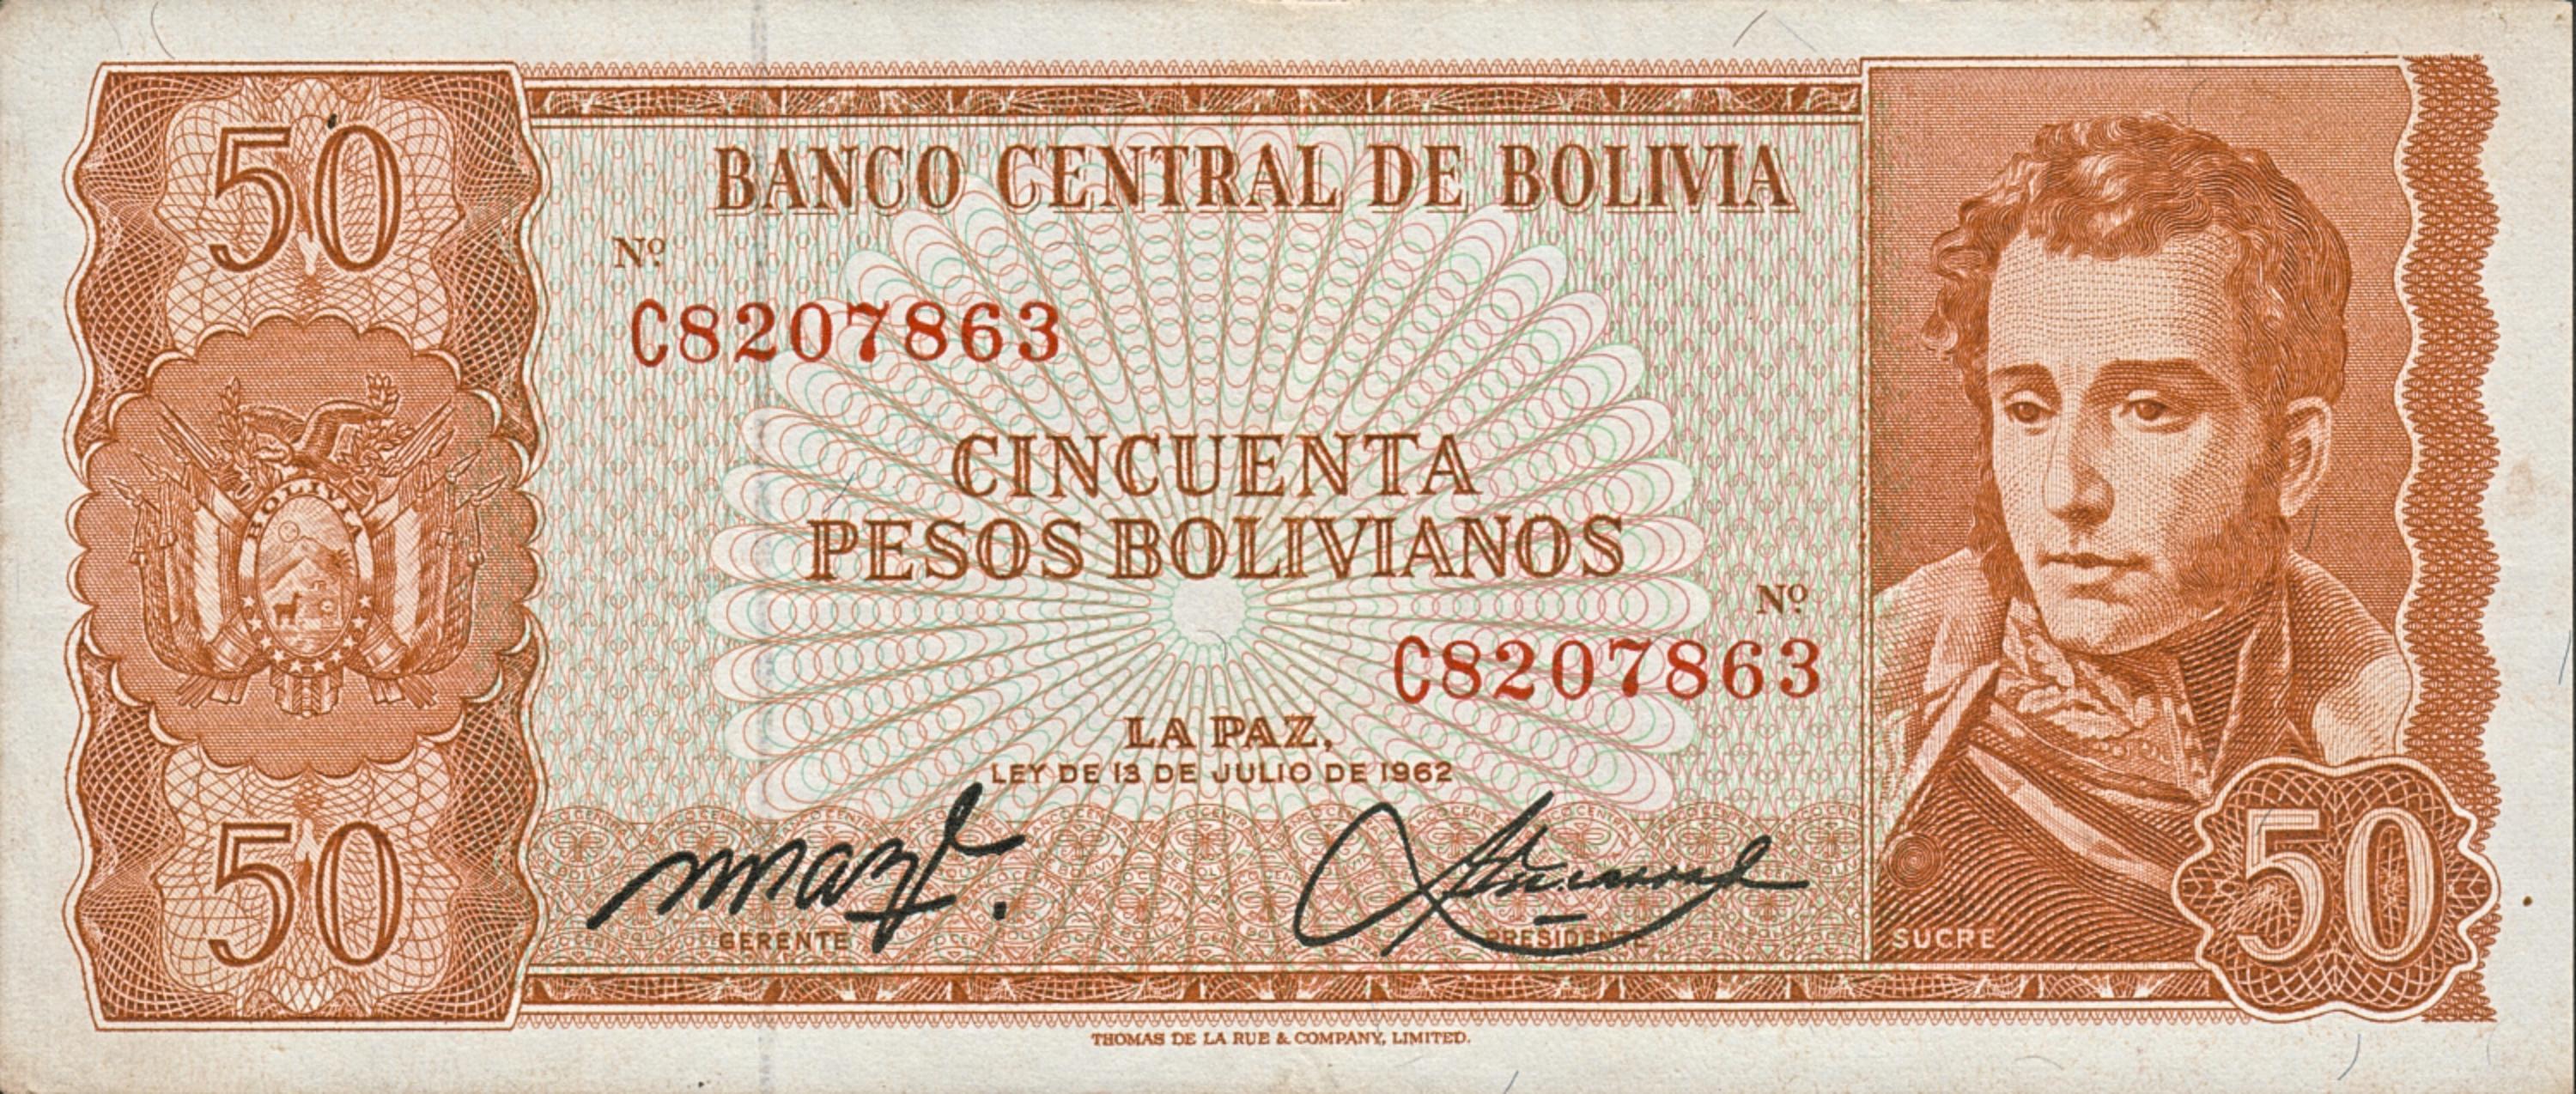 50
BANCO CENTRAL DE BOLIVIA
Nº
C8207863
BOLIVIA
CINCUENTA
PESOS BOLIVIANOS
Nº
C8207863
LA PAZ,
LEY DE 13 DE JULIO DE 1962
50
GERENTE
PRESIDENTE
SUCRE
50
THOMAS DE LA RUE & COMPANY, LIMITED.